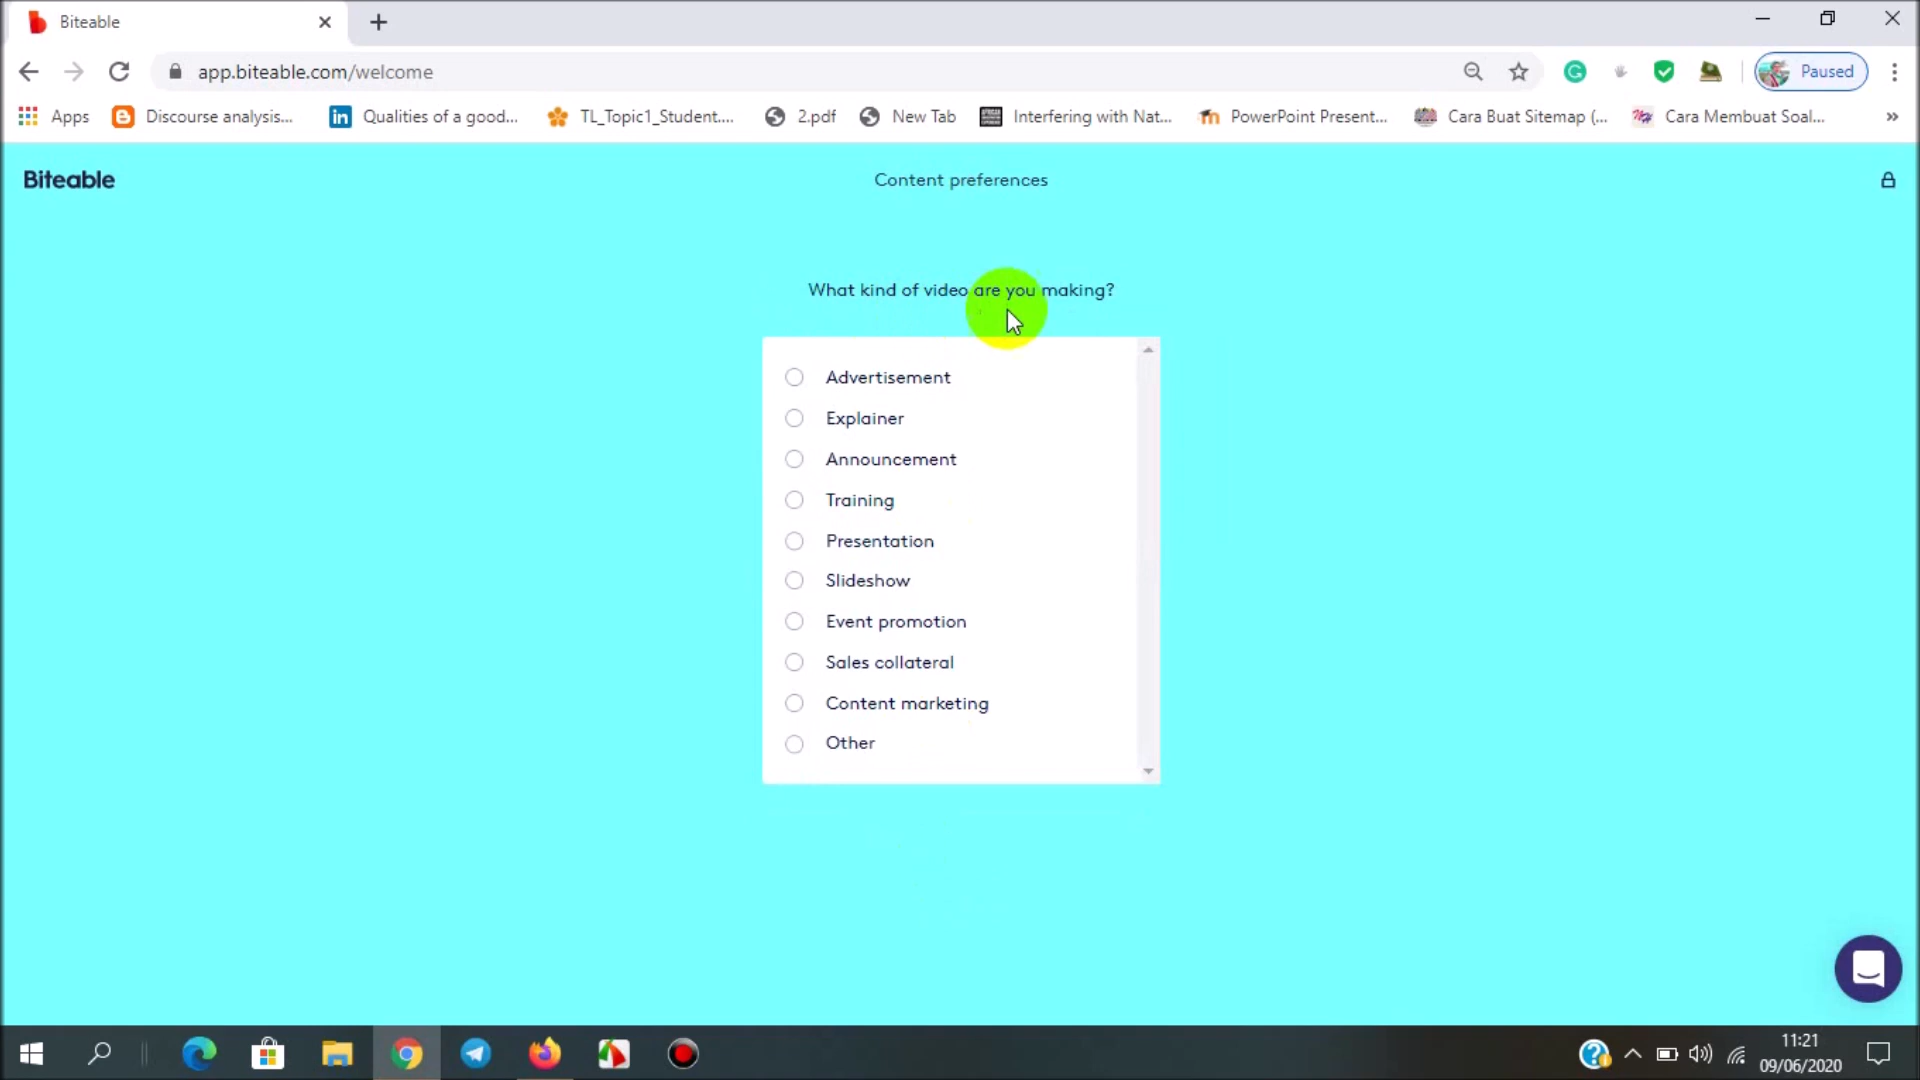 Biteable
app.biteable.com/welcome
Paused
Apps
Discourse analysis...
Qualities of a good...
TL_Topic1_Student....
2.pdf
New Tab
Interfering with Nat...
PowerPoint Present...
Cara Buat Sitemap (...
Cara Membuat Soal...
Biteable
Content preferences
What kind of video are you making?
Advertisement
Explainer
Announcement
Training
Presentation
Slideshow
Event promotion
Sales collateral
Content marketing
Other
11:21
09/06/2020